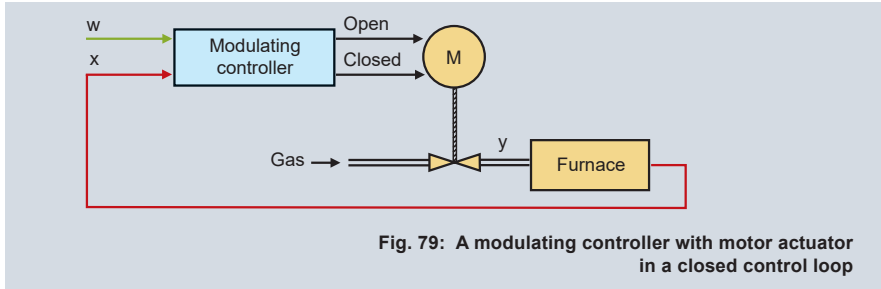 w
Open
Modulating
controller
M
x
Closed
y
Gas
Furnace
Fig. 79: A modulating controller with motor actuator
in a closed control loop